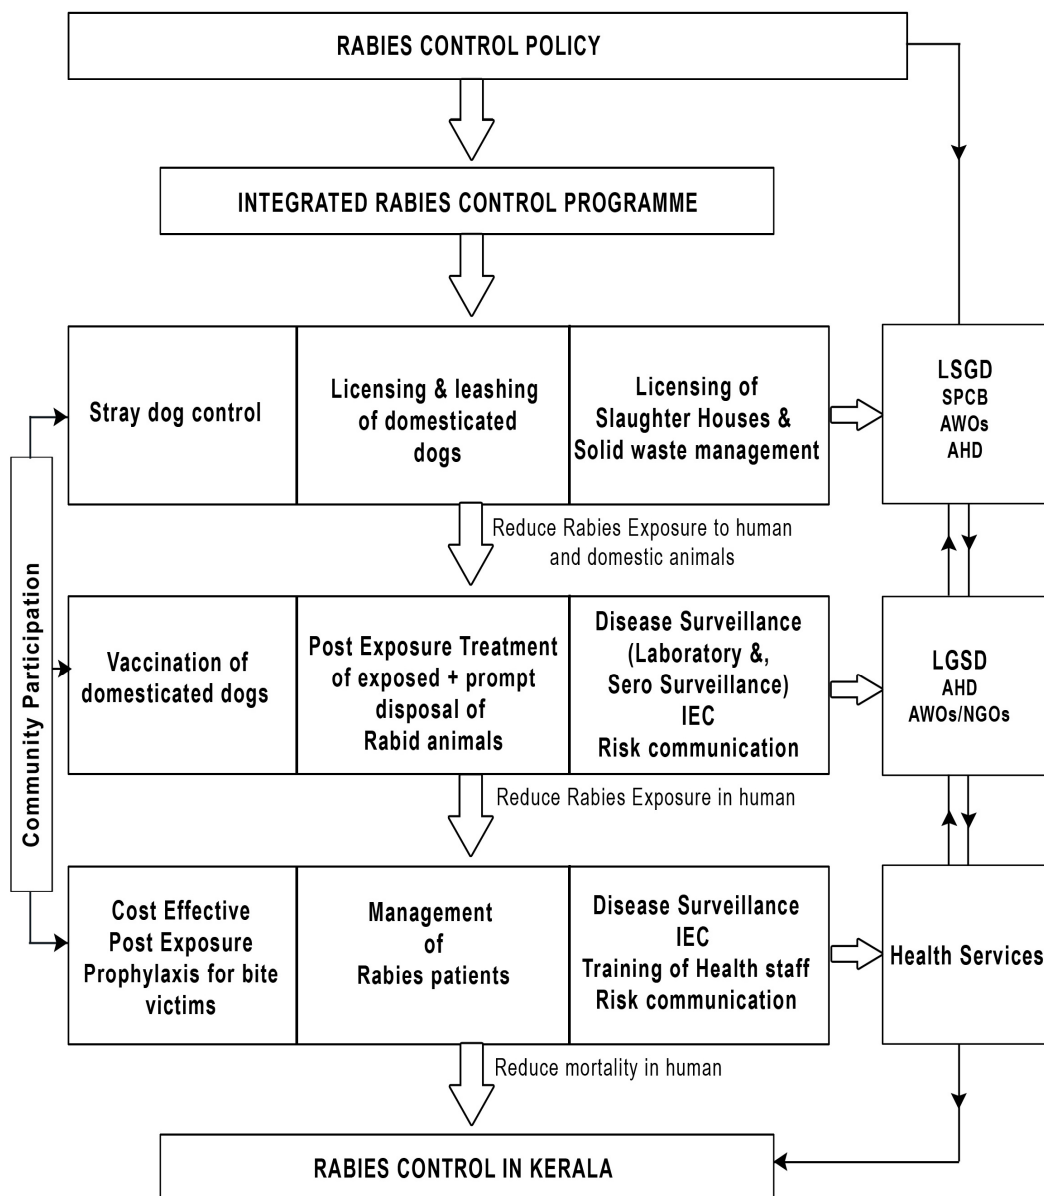 RABIES CONTROL POLICY
INTEGRATED RABIES CONTROL PROGRAMME
Community Participation
Stray dog control
Licensing & leashing
of domesticated
dogs
Licensing of
Slaughter Houses &
Solid waste management
LSGD
SPCB
AWOs
AHD
Reduce Rabies Exposure to human
and domestic animals
Vaccination of
domesticated dogs
Post Exposure Treatment
of exposed + prompt
disposal of
Rabid animals
Disease Surveillance
(Laboratory &,
Sero Surveillance)
IEC
Risk communication
LGSD
AHD
AWOs/NGOs
Reduce Rabies Exposure in human
Cost Effective
Post Exposure
Prophylaxis for bite
victims
Management
of
Rabies patients
Disease Surveillance
IEC
Training of Health staff
Risk communication
Health Services
Reduce mortality in human
RABIES CONTROL IN KERALA